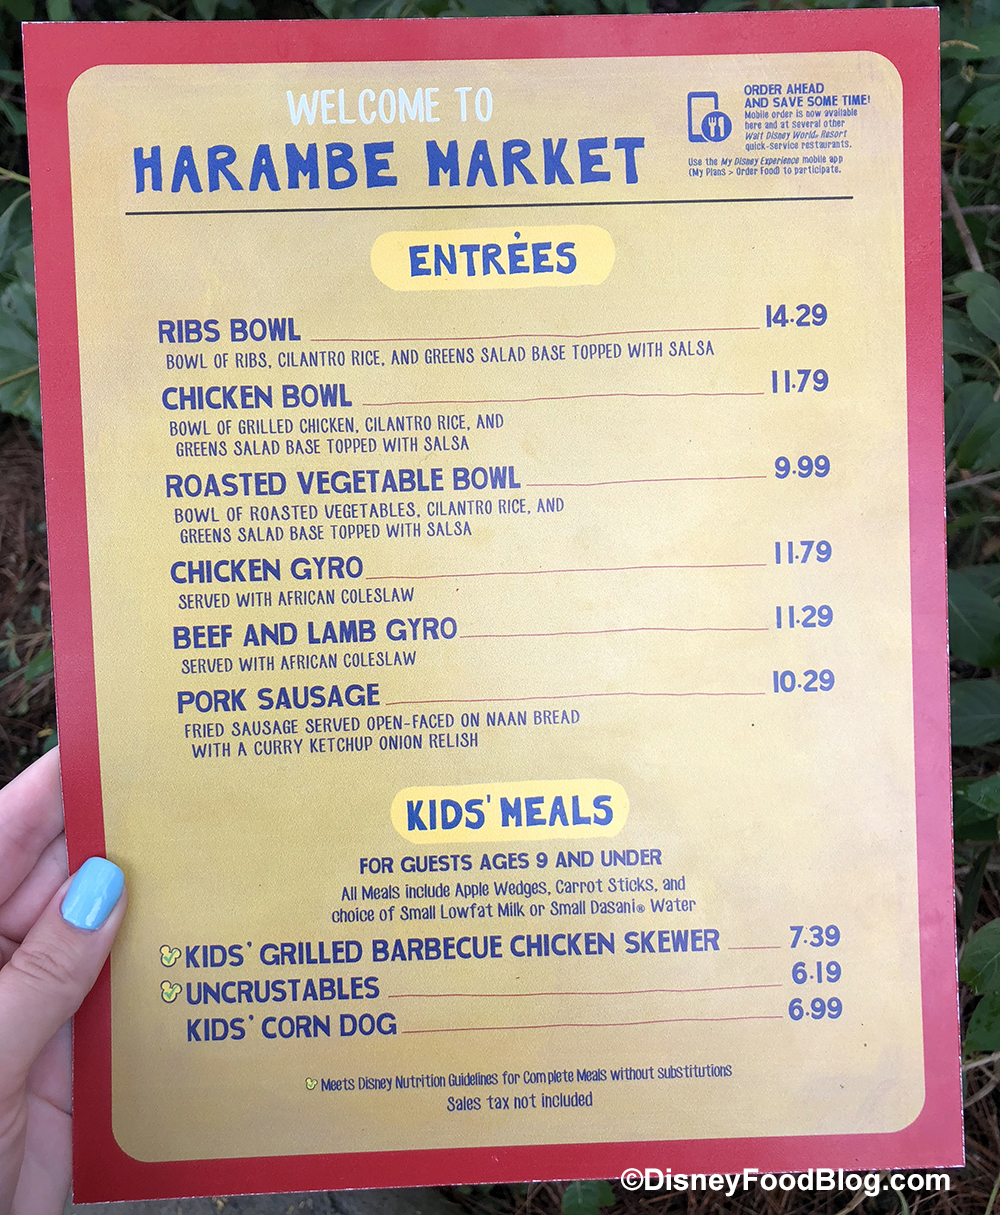 WELCOME TO
HARAMBE MARKET
ORDER AHEAD
AND SAVE SOME TIME!
Mobile order is now available
here and at several other
Walt Disney World® Resort
quick-service restaurants.
Use the My Disney Experience mobile app
(My Plans > Order Food) to participate.
ENTRÉES
RIBS BOWL 14.29
BOWL OF RIBS, CILANTRO RICE, AND GREENS SALAD BASE TOPPED WITH SALSA
CHICKEN BOWL 11.79
BOWL OF GRILLED CHICKEN, CILANTRO RICE, AND
GREENS SALAD BASE TOPPED WITH SALSA
ROASTED VEGETABLE BOWL 9.99
BOWL OF ROASTED VEGETABLES, CILANTRO RICE, AND
GREENS SALAD BASE TOPPED WITH SALSA
CHICKEN GYRO 11.79
SERVED WITH AFRICAN COLESLAW
BEEF AND LAMB GYRO 11.29
SERVED WITH AFRICAN COLESLAW
PORK SAUSAGE 10.29
FRIED SAUSAGE SERVED OPEN-FACED ON NAAN BREAD
WITH A CURRY KETCHUP ONION RELISH
KIDS' MEALS
FOR GUESTS AGES 9 AND UNDER
All Meals include Apple Wedges, Carrot Sticks, and
choice of Small Lowfat Milk or Small Dasani® Water
KIDS' GRILLED BARBECUE CHICKEN SKEWER 7.39
UNCRUSTABLES 6.19
KIDS' CORN DOG 6.99
Meets Disney Nutrition Guidelines for Complete Meals without substitutions
Sales tax not included
©DisneyFoodBlog.com